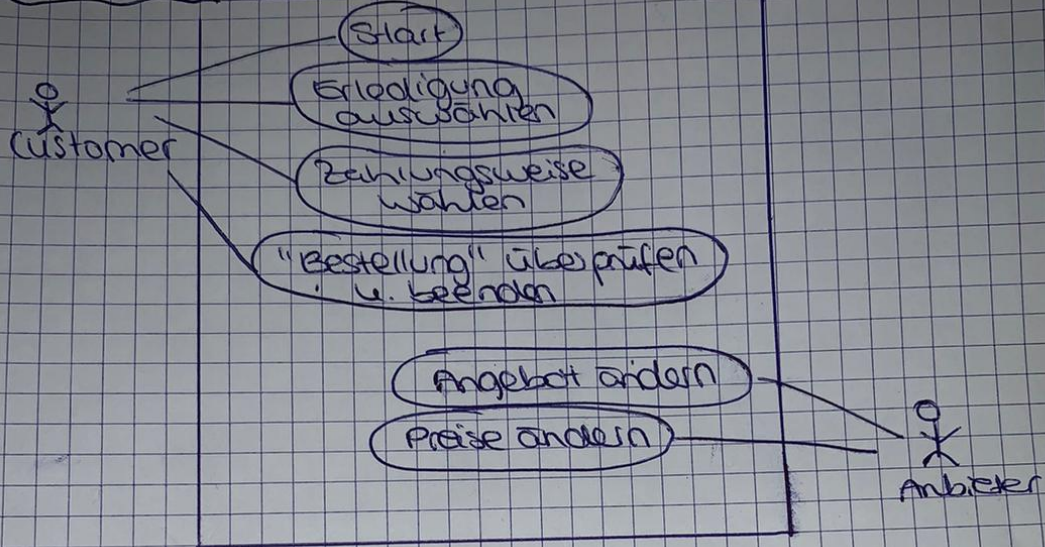 Start
Erledigung
auswählen
Customer
Zahlungsweise
wählen
"Bestellung" überprüfen
u. beenden
Angebot ändern
Preise ändern
Anbieter